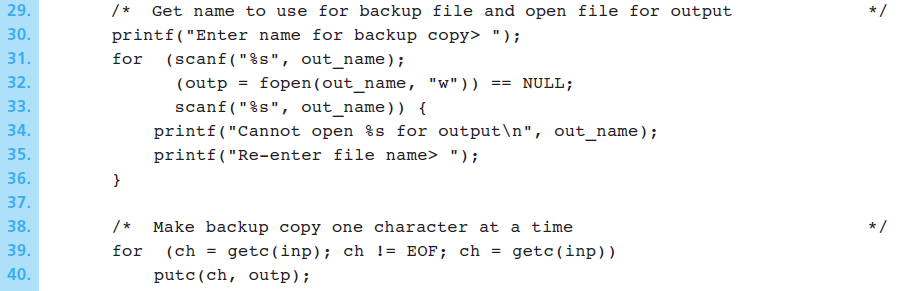 29. /* Get name to use for backup file and open file for output */
30. printf("Enter name for backup copy> ");
31. for (scanf("%s", out_name);
32. (outp = fopen(out_name, "w")) == NULL;
33. scanf("%s", out_name)) {
34. printf("Cannot open %s for output\n", out_name);
35. printf("Re-enter file name> ");
36. }
37.
38. /* Make backup copy one character at a time */
39. for (ch = getc(inp); ch != EOF; ch = getc(inp))
40. putc(ch, outp);